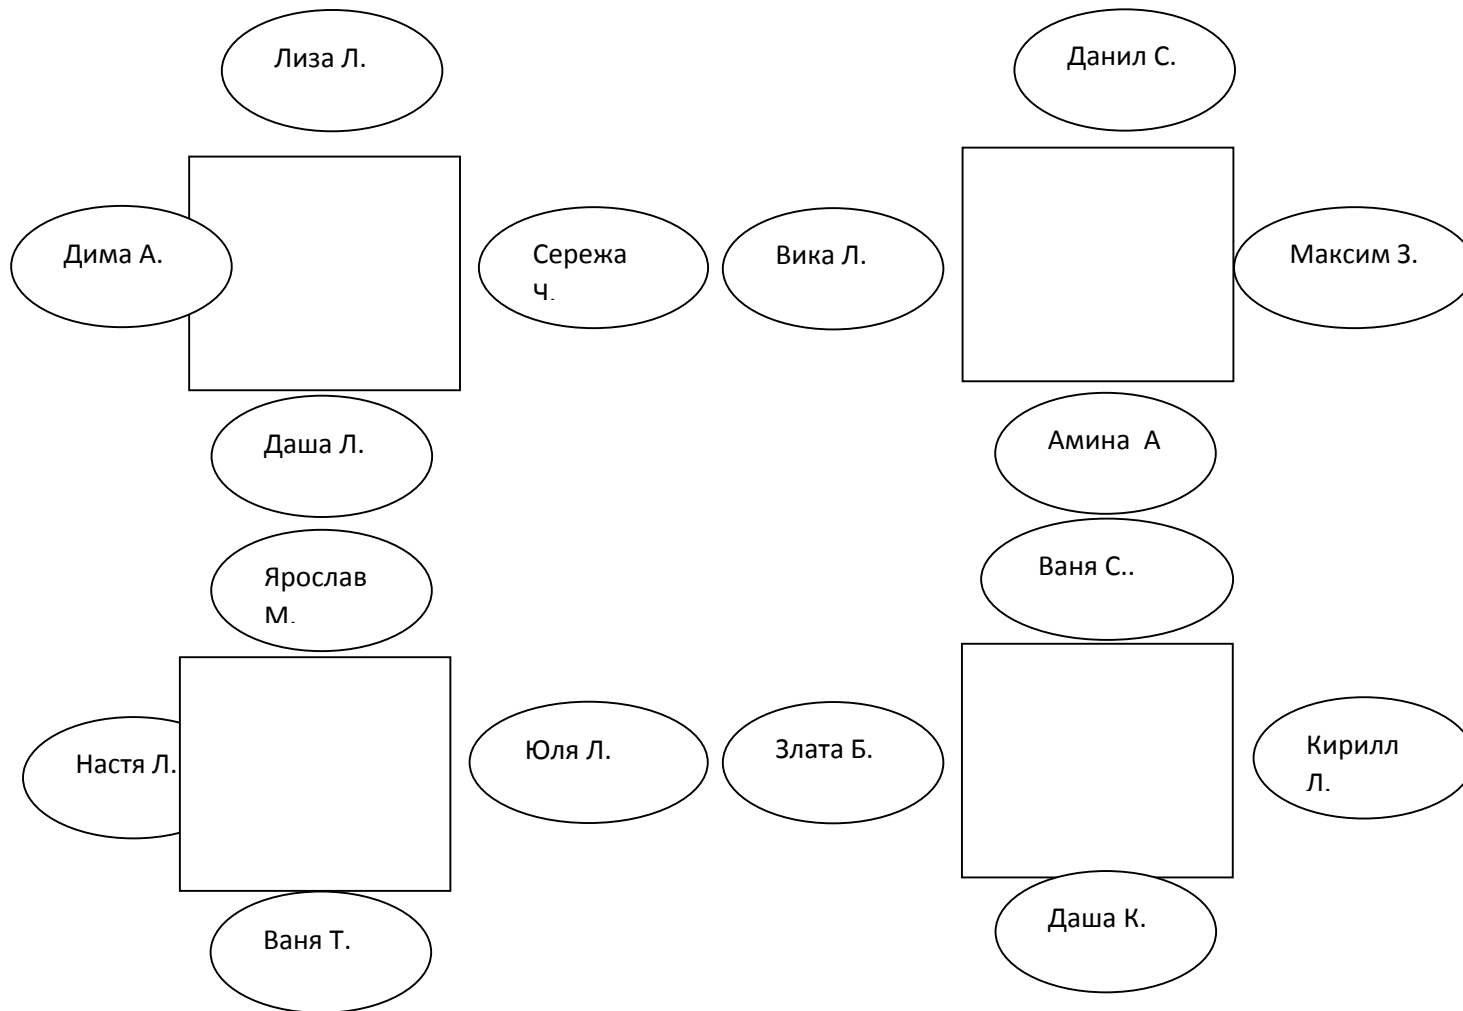 Лиза Л.
Данил С.
Дима А.
Сережа
Ч.
Вика Л.
Максим З.
Даша Л.
Амина  А
Ярослав
М.
Ваня С..
Настя Л.
Юля Л.
Злата Б.
Кирилл
Л.
Ваня Т.
Даша К.